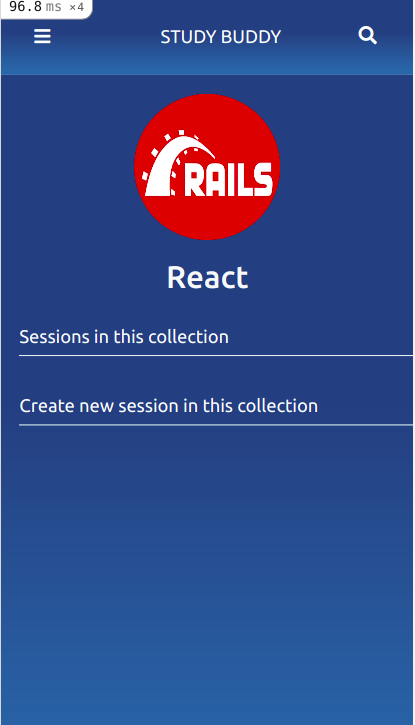 96.8 ms ×4
STUDY BUDDY
RAILS
React
Sessions in this collection
Create new session in this collection